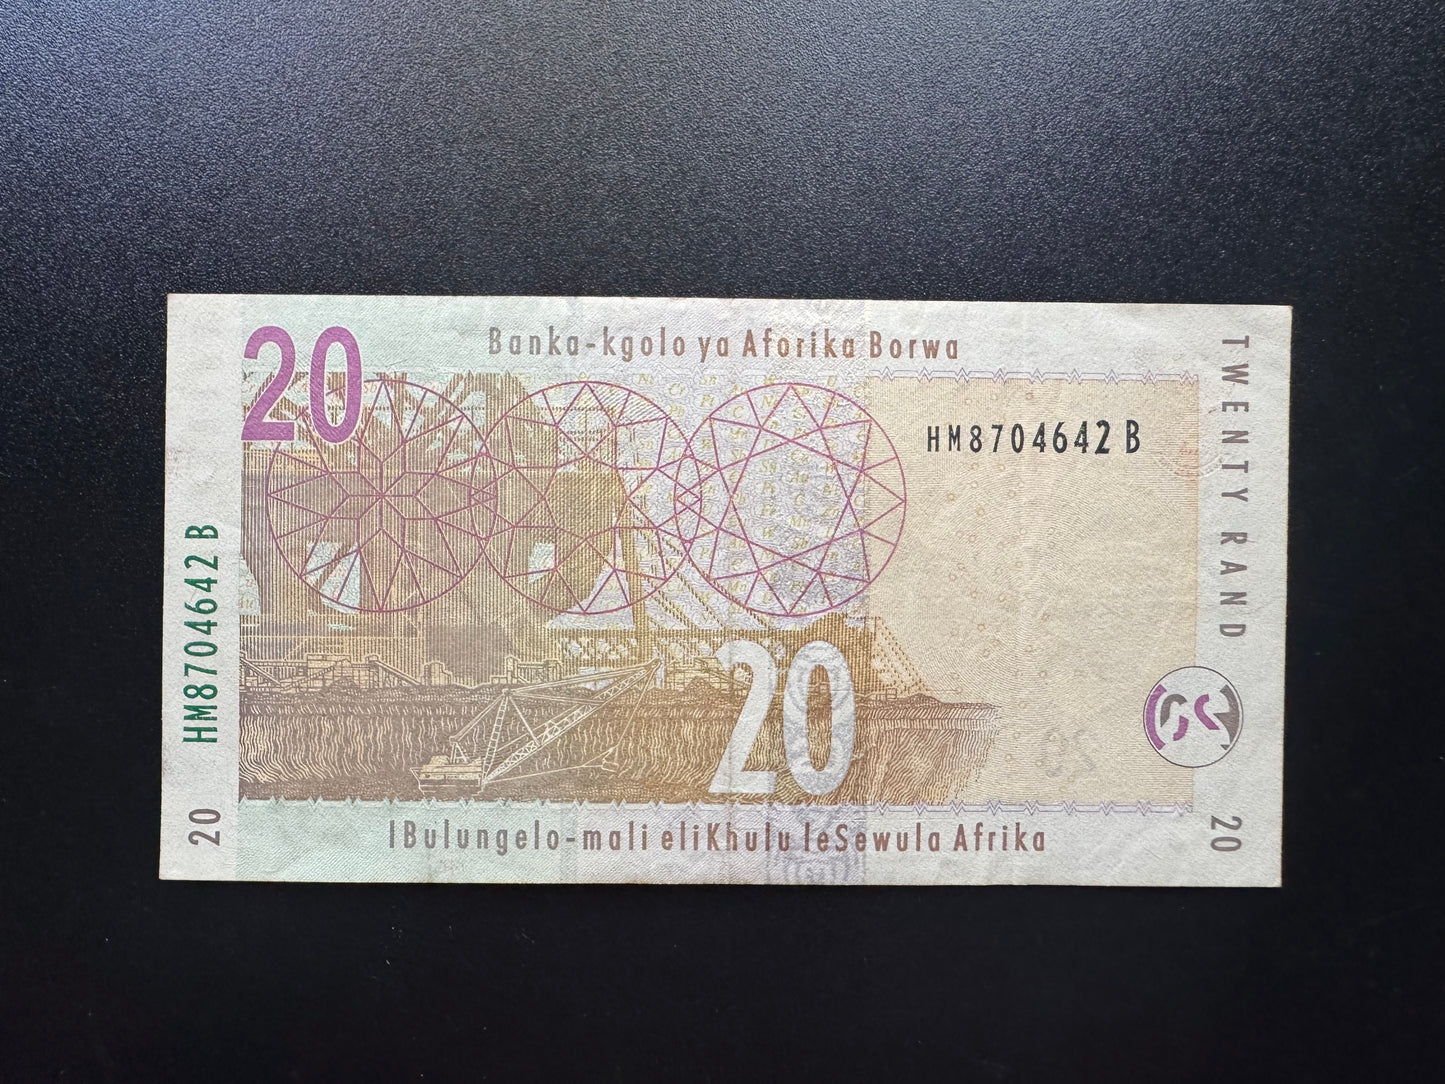 20
Banka-kgolo ya Aforika Borwa
HM8704642 B
TWENTY RAND
HM8704642 B
20
20
IBulungelo-mali eliKhulu leSewula Afrika
20